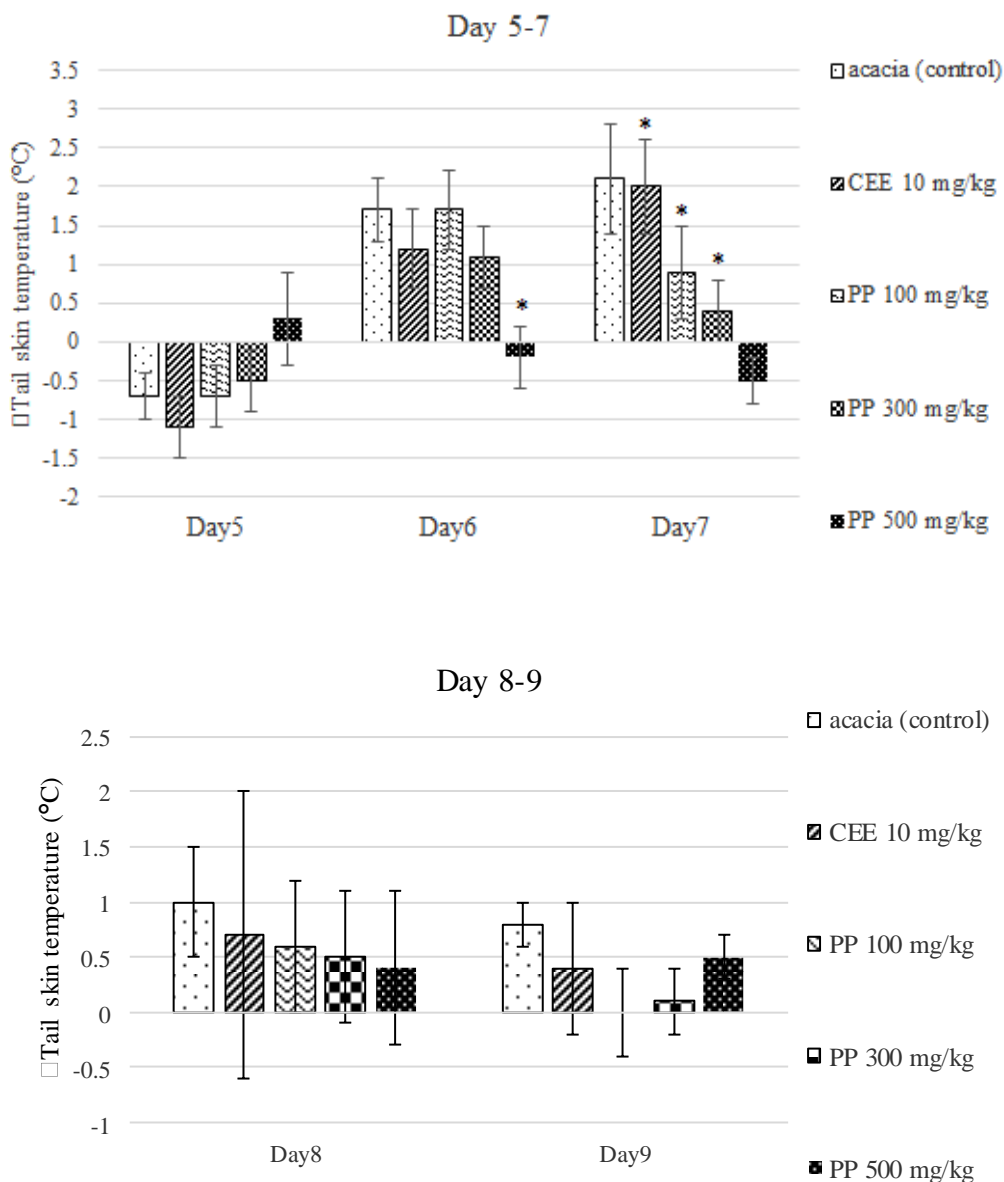 Day 5-7
3.5
3
2.5
2
1.5
1
0.5
0
-0.5
-1
-1.5
-2
□Tail skin temperature (°C)
*
*
*
*
Day5
Day6
Day7
acacia (control)
CEE 10 mg/kg
PP 100 mg/kg
PP 300 mg/kg
PP 500 mg/kg
Day 8-9
2.5
2
1.5
1
0.5
0
-0.5
-1
□Tail skin temperature (°C)
Day8
Day9
acacia (control)
CEE 10 mg/kg
PP 100 mg/kg
PP 300 mg/kg
PP 500 mg/kg